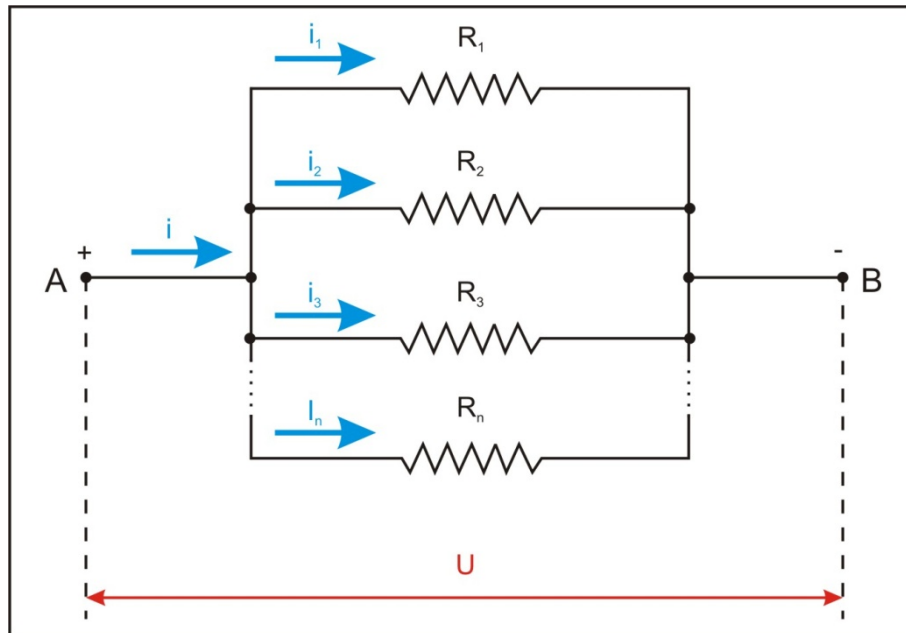 i₁ R₁
i₂ R₂
i
+ -
A B
i₃ R₃
Iₙ Rₙ
U